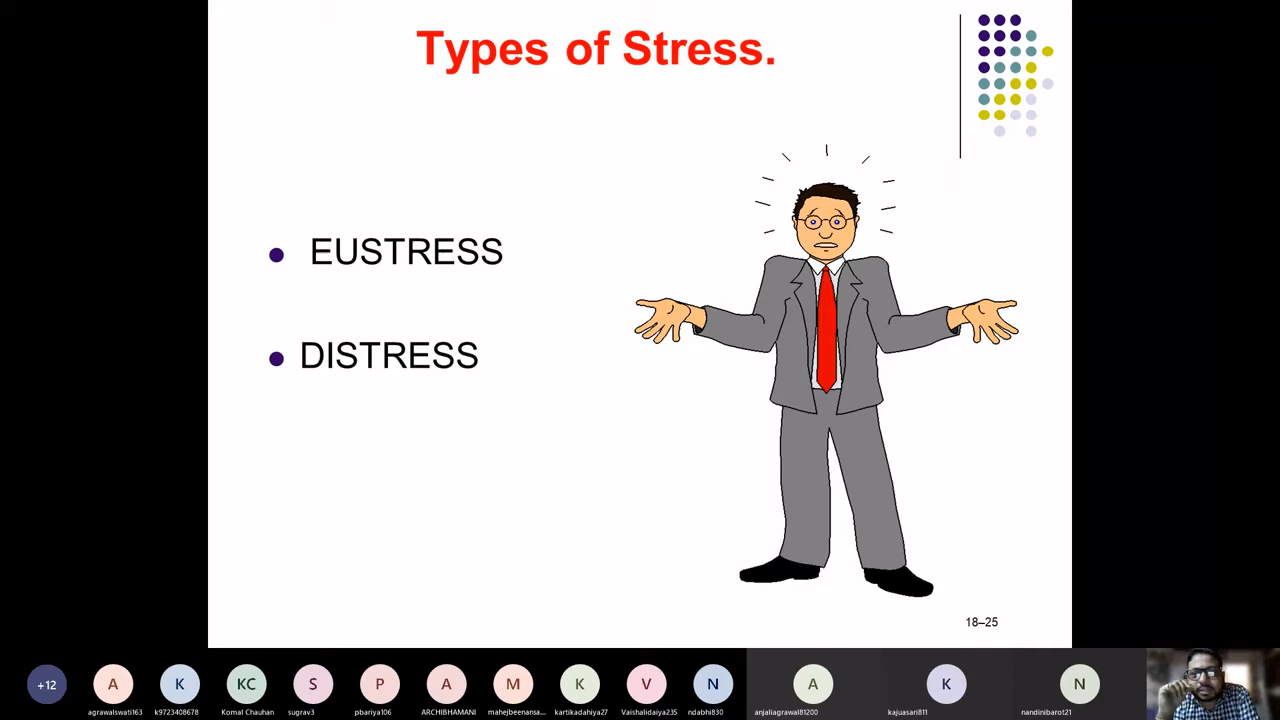 Types of Stress.
EUSTRESS
DISTRESS
18–25
+12
A
K
KC
S
P
A
M
K
V
N
A
K
N
agrawalswati163
k9723408678
Komal Chauhan
sugrav3
pbariya106
ARCHIBHAMANI
mahejbeenansa...
kartikadahiya27
Vaishalidaiya235
ndabhi830
anjaliagrawal81200
kajuasari811
nandinibarot21